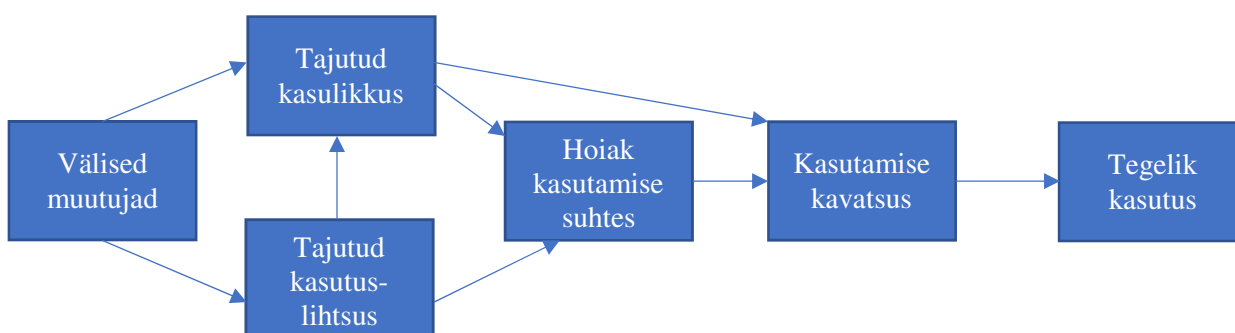 Tajutud
kasulikkus
Välised
muutujad
Hoiak
kasutamise
suhtes
Kasutamise
kavatsus
Tegelik
kasutus
Tajutud
kasutus-
lihtsus